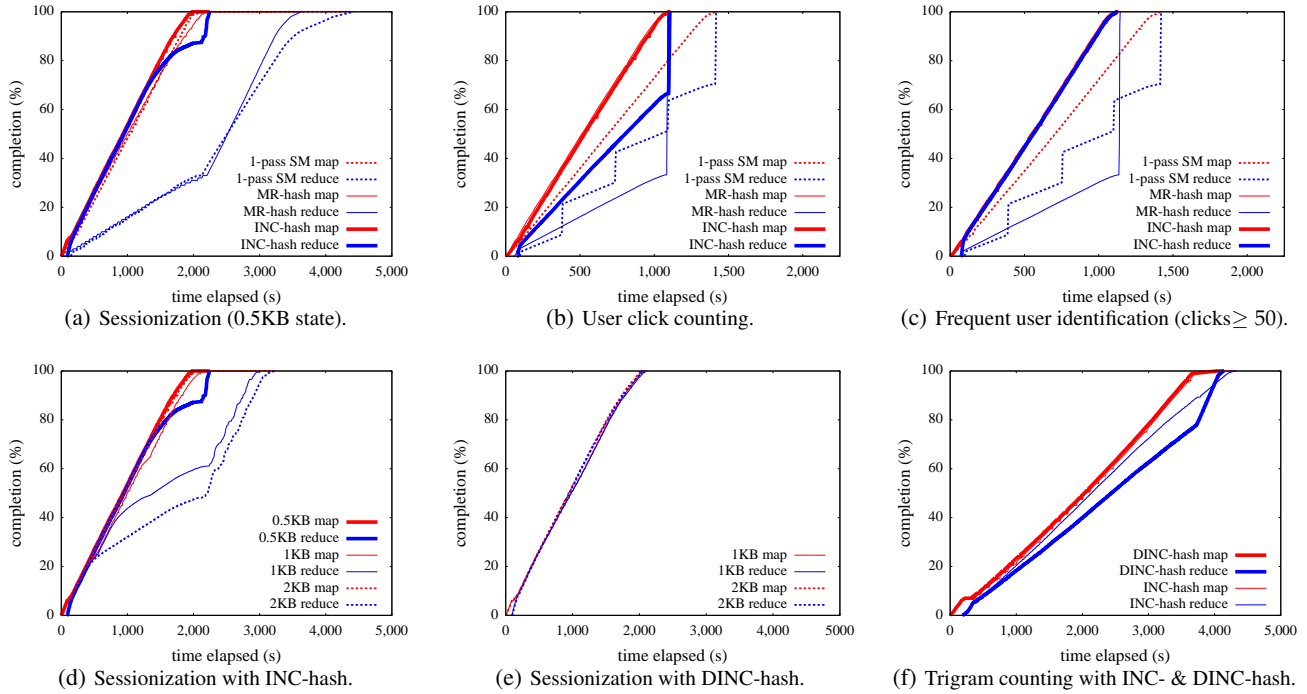 completion (%)
100
80
60
40
20
0
1-pass SM map
1-pass SM reduce
MR-hash map
MR-hash reduce
INC-hash map
INC-hash reduce
0 1,000 2,000 3,000 4,000 5,000
time elapsed (s)
(a) Sessionization (0.5KB state).
completion (%)
100
80
60
40
20
0
1-pass SM map
1-pass SM reduce
MR-hash map
MR-hash reduce
INC-hash map
INC-hash reduce
0 500 1,000 1,500 2,000
time elapsed (s)
(b) User click counting.
completion (%)
100
80
60
40
20
0
1-pass SM map
1-pass SM reduce
MR-hash map
MR-hash reduce
INC-hash map
INC-hash reduce
500 1,000 1,500 2,000
time elapsed (s)
(c) Frequent user identification (clicks≥ 50).
completion (%)
100
80
60
40
20
0
0.5KB map
0.5KB reduce
1KB map
1KB reduce
2KB map
2KB reduce
0 1,000 2,000 3,000 4,000 5,000
time elapsed (s)
(d) Sessionization with INC-hash.
completion (%)
100
80
60
40
20
0
1KB map
1KB reduce
2KB map
2KB reduce
0 1,000 2,000 3,000 4,000 5,000
time elapsed (s)
(e) Sessionization with DINC-hash.
completion (%)
100
80
60
40
20
0
DINC-hash map
DINC-hash reduce
INC-hash map
INC-hash reduce
1,000 2,000 3,000 4,000 5,000
time elapsed (s)
(f) Trigram counting with INC- & DINC-hash.